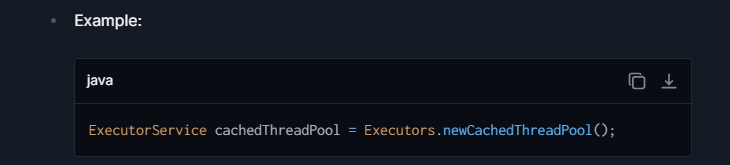 Example:
java
ExecutorService cachedThreadPool = Executors.newCachedThreadPool();